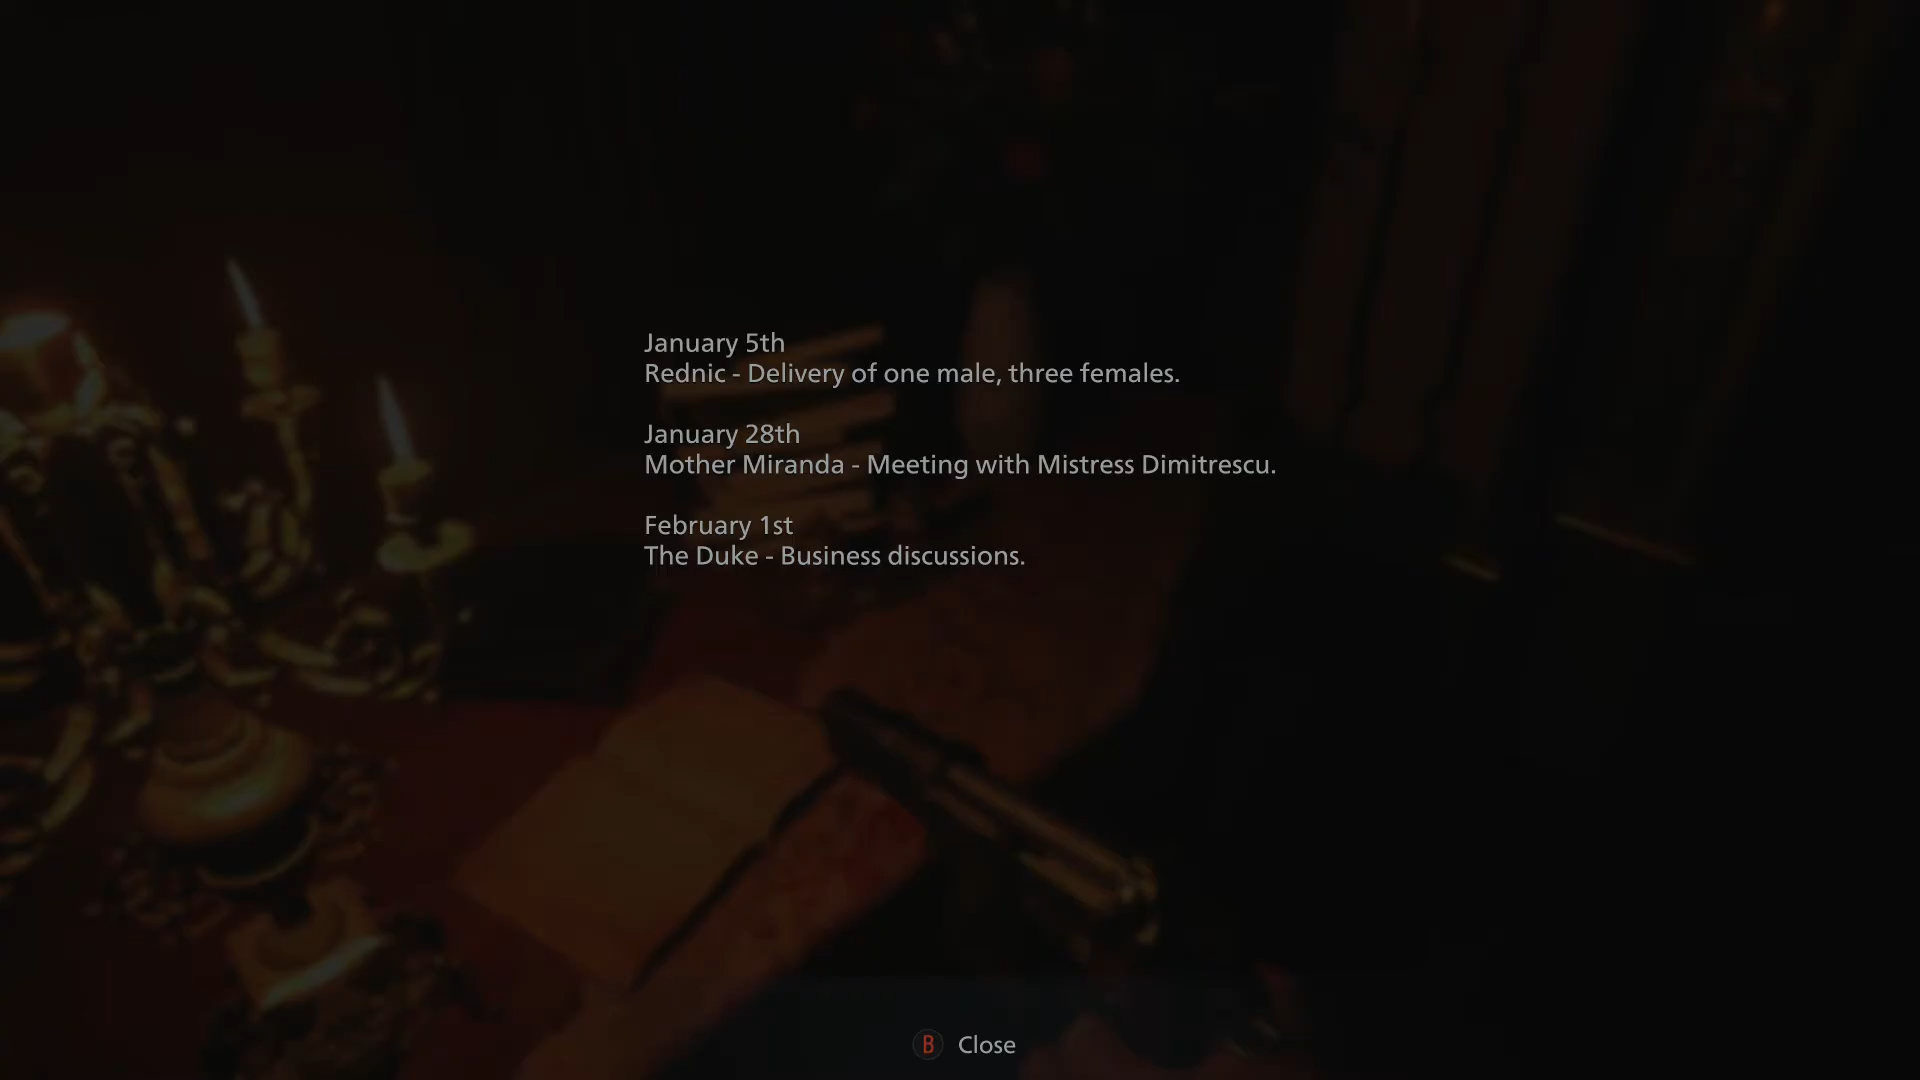 January 5th
Rednic - Delivery of one male, three females.
January 28th
Mother Miranda - Meeting with Mistress Dimitrescu.
February 1st
The Duke - Business discussions.
B Close